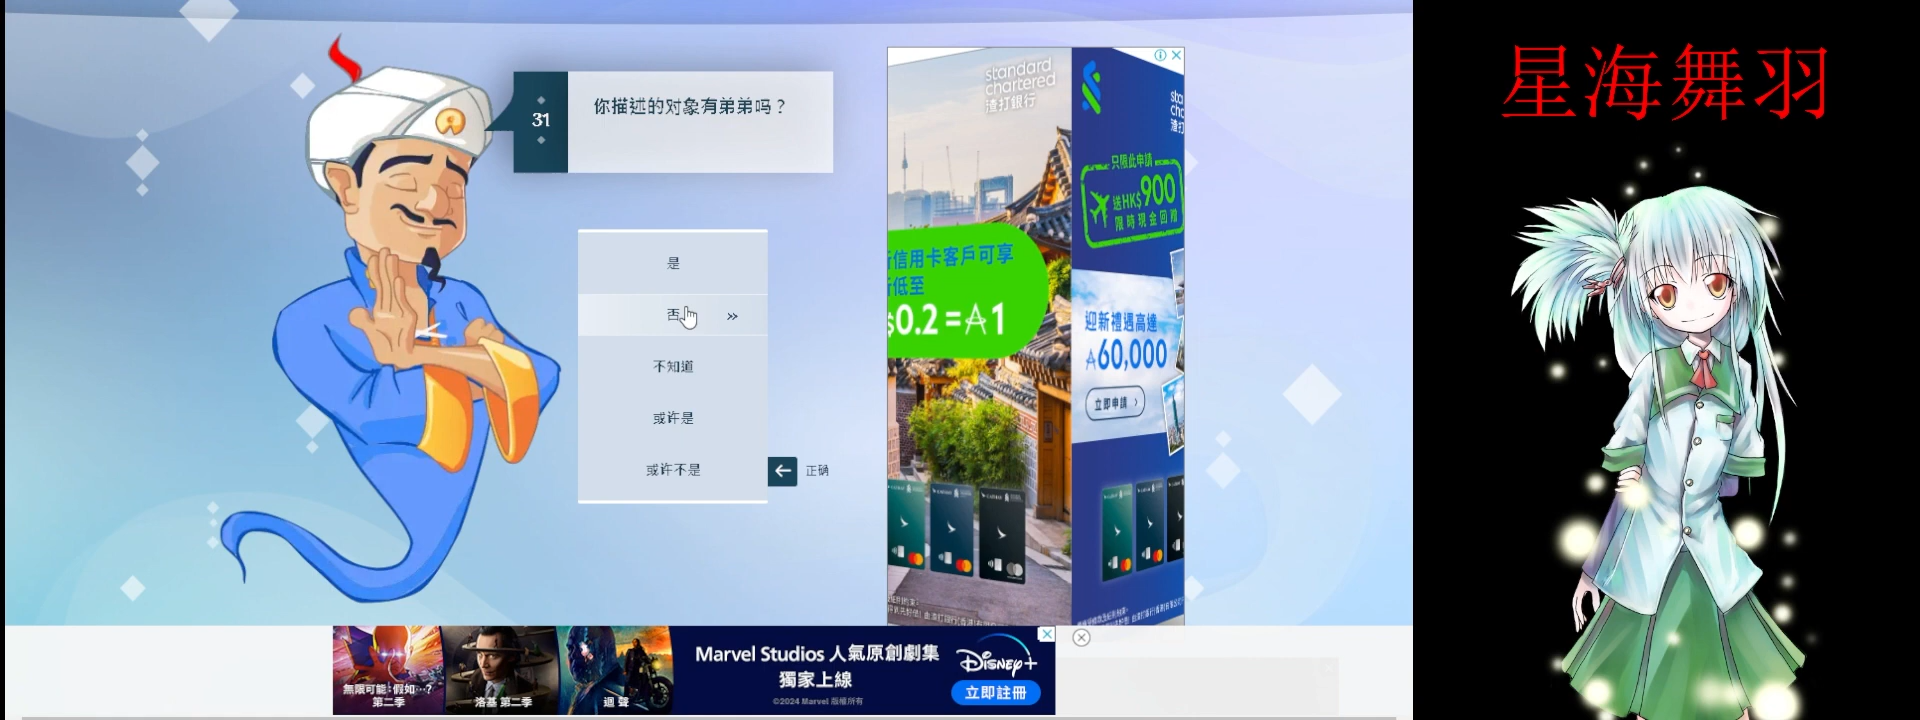 31
你描述的对象有弟弟吗？
是
否
不知道
或许是
或许不是
正确
standard
chartered
渣打銀行
信用卡客戶可享
低至
$0.2=A1
只限此申請
送HK$900
限時現金回贈
迎新禮遇高達
A60,000
立即申請
無限可能：假如…?
第二季
洛基 第二季
迴聲
Marvel Studios 人氣原創劇集
獨家上線
©2024 Marvel 版權所有
Disney+
立即註冊
星海舞羽